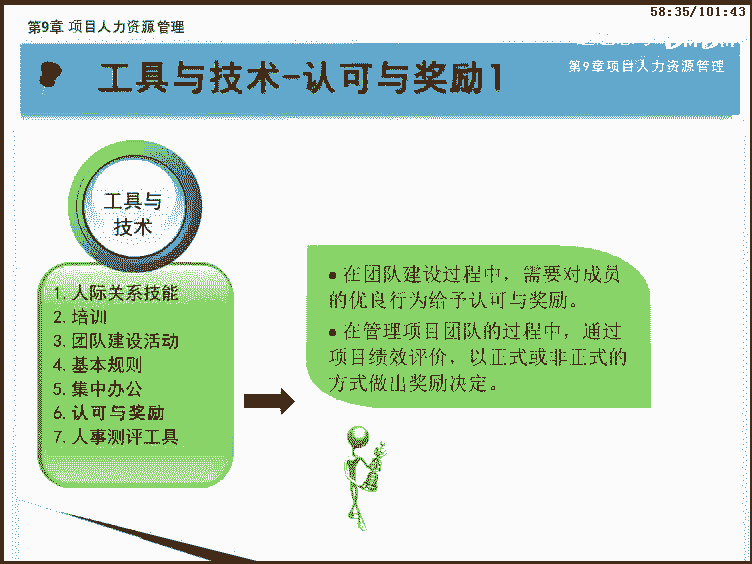 58:35/101:43
第9章 项目人力资源管理
工具与技术-认可与奖励1
第9章项目人力资源管理
工具与
技术
1. 人际关系技能
2. 培训
3. 团队建设活动
4. 基本规则
5. 集中办公
6. 认可与奖励
7. 人事测评工具
●在团队建设过程中，需要对成员
的优良行为给予认可与奖励。
●在管理项目团队的过程中，通过
项目绩效评价，以正式或非正式的
方式做出奖励决定。